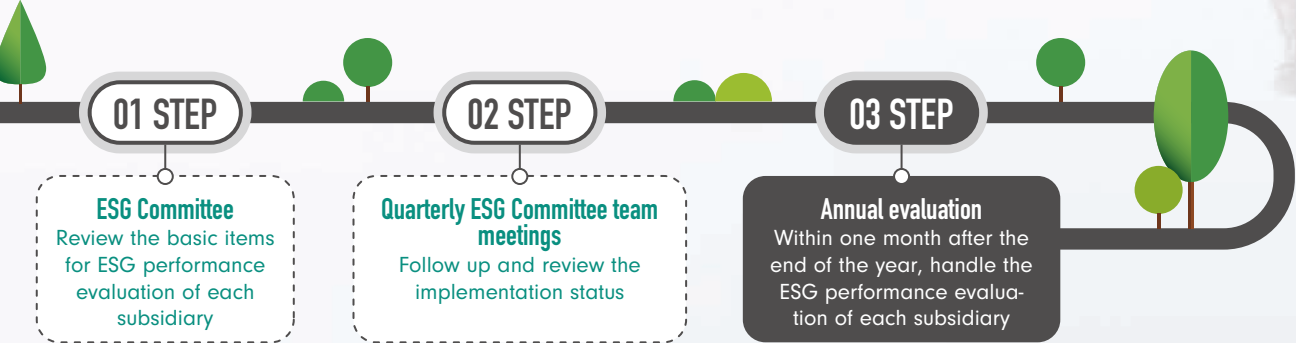 01 STEP
02 STEP
03 STEP
ESG Committee
Review the basic items
for ESG performance
evaluation of each
subsidiary
Quarterly ESG Committee team
meetings
Follow up and review the
implementation status
Annual evaluation
Within one month after the
end of the year, handle the
ESG performance evalua-
tion of each subsidiary